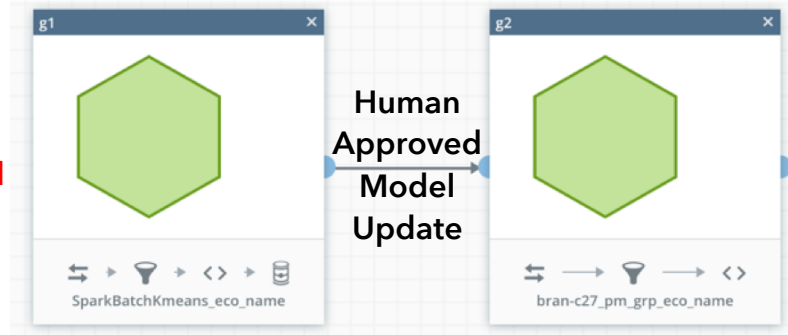 g1
g2
Human
Approved
Model
Update
SparkBatchKmeans_eco_name
bran-c27_pm_grp_eco_name